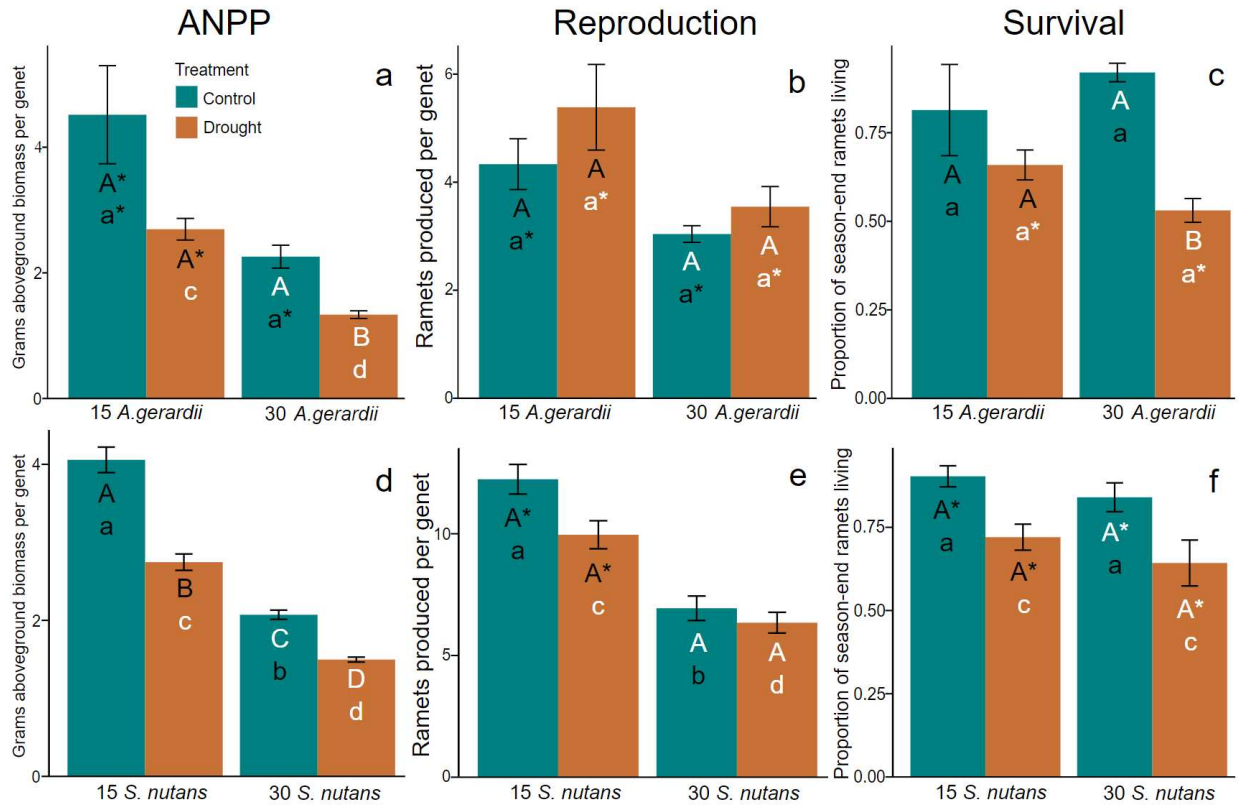 ANPP
Reproduction
Survival
Grams aboveground biomass per genet
4
2
0
Treatment
Control
Drought
a
A*
a*
A*
c
A
a*
B
d
15 A.gerardii
30 A.gerardii
Ramets produced per genet
6
4
2
0
b
A
a*
A
a*
A
a*
A
a*
15 A.gerardii
30 A.gerardii
Proportion of season-end ramets living
0.75
0.50
0.25
0.00
c
A
a
A
a*
A
a
B
a*
15 A.gerardii
30 A.gerardii
Grams aboveground biomass per genet
4
2
0
d
A
a
B
c
C
b
D
d
15 S. nutans
30 S. nutans
Ramets produced per genet
10
5
0
e
A*
a
A*
c
A
b
A
d
15 S. nutans
30 S. nutans
Proportion of season-end ramets living
0.75
0.50
0.25
0.00
f
A*
a
A*
c
A*
a
A*
c
15 S. nutans
30 S. nutans